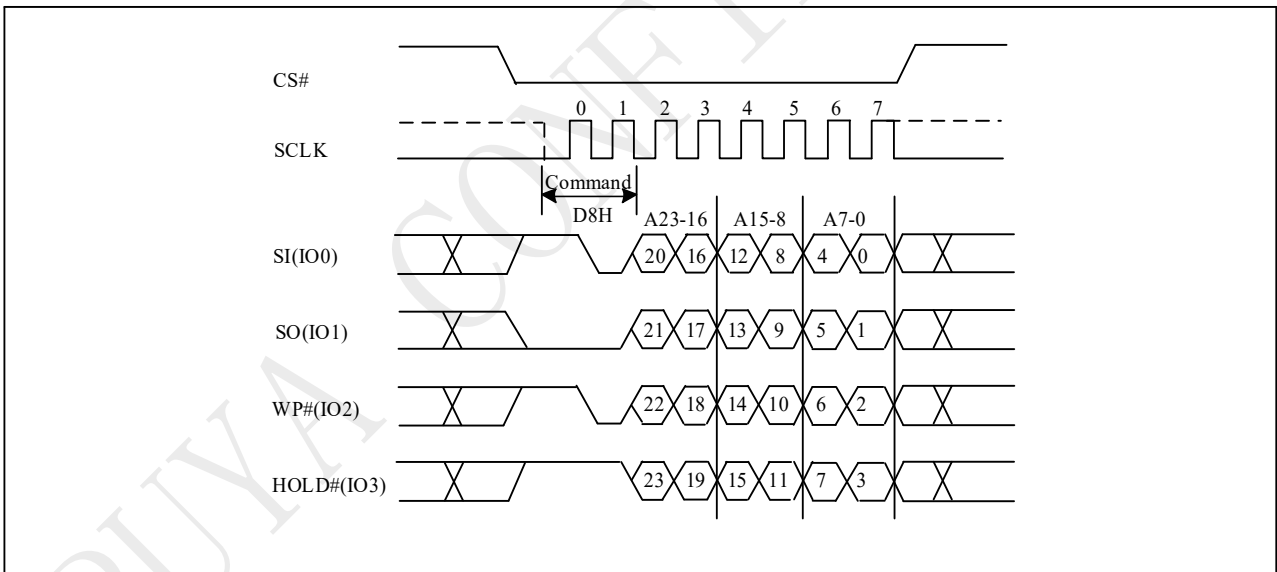 CS#
0 1 2 3 4 5 6 7
SCLK
Command
D8H
A23-16 A15-8 A7-0
SI(IO0) 20 16 12 8 4 0
SO(IO1) 21 17 13 9 5 1
WP#(IO2) 22 18 14 10 6 2
HOLD#(IO3) 23 19 15 11 7 3
PUYA CONF